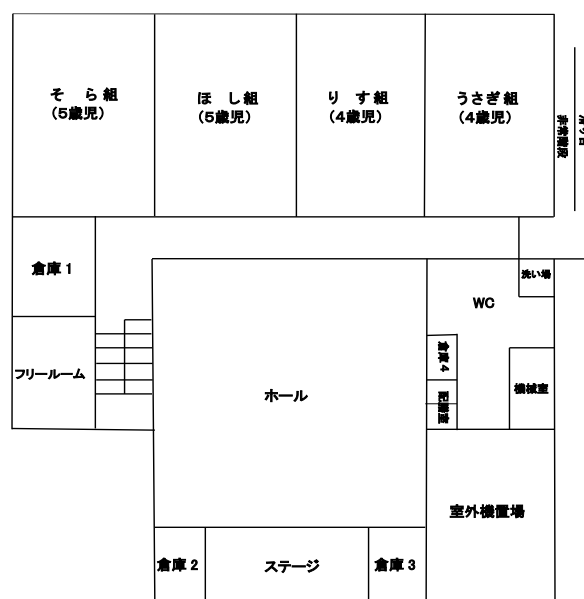 そ ら 組
(5歳児)
ほ し 組
(5歳児)
り す 組
(4歳児)
うさぎ組
(4歳児)
非常階段
倉庫 1
洗い場
WC
フリールーム
倉庫 4
配膳室
機械室
ホール
室外機置場
倉庫 2
ステージ
倉庫 3